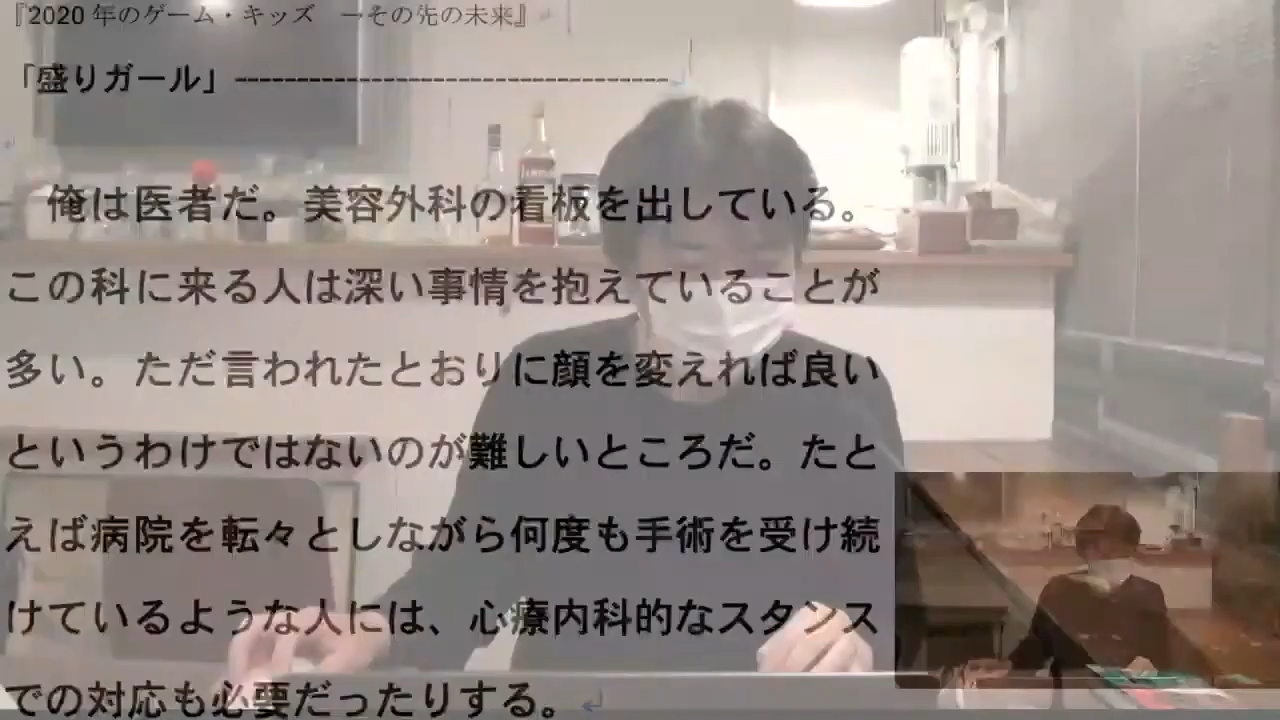 『2020年のゲーム・キッズ　ーその先の未来』
「盛りガール」------------------------------------
俺は医者だ。美容外科の看板を出している。
この科に来る人は深い事情を抱えていることが
多い。ただ言われたとおりに顔を変えれば良い
というわけではないのが難しいところだ。たと
えば病院を転々としながら何度も手術を受け続
けているような人には、心療内科的なスタンス
での対応も必要だったりする。